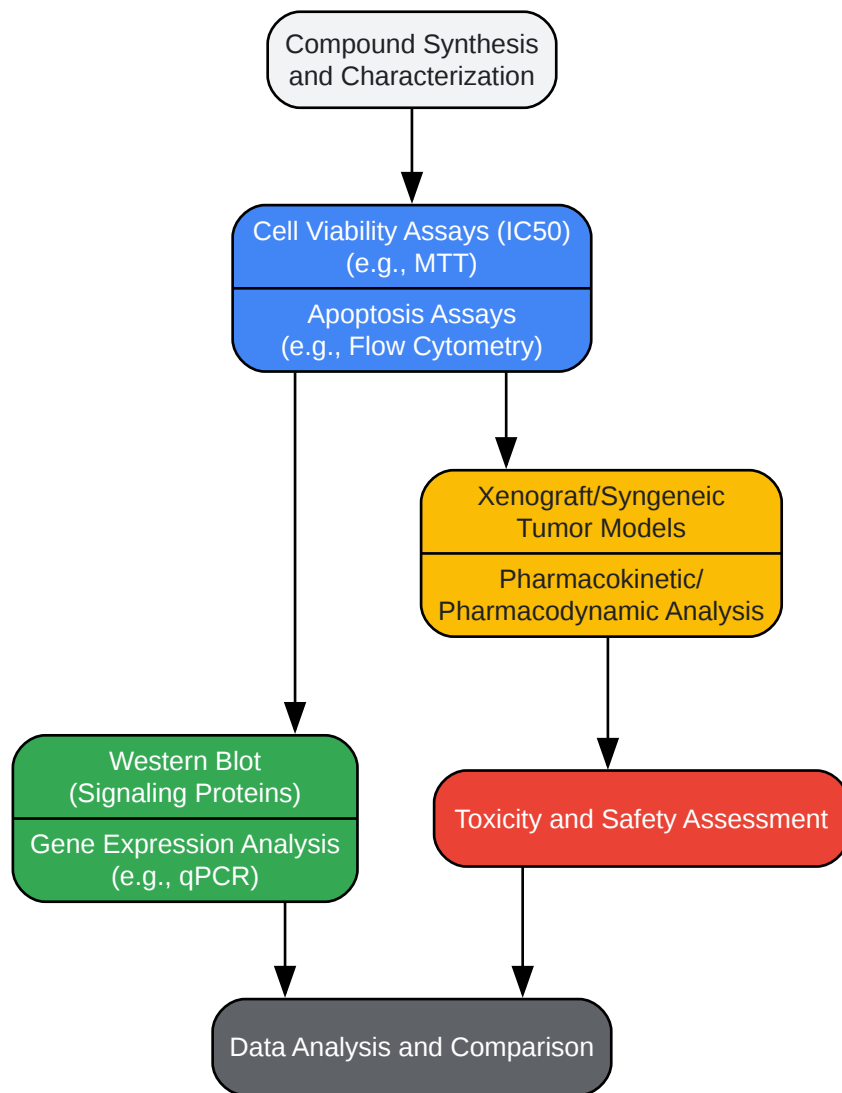 Compound Synthesis
and Characterization
Cell Viability Assays (IC50)
(e.g., MTT)
Apoptosis Assays
(e.g., Flow Cytometry)
Xenograft/Syngeneic
Tumor Models
Pharmacokinetic/
Pharmacodynamic Analysis
Western Blot
(Signaling Proteins)
Gene Expression Analysis
(e.g., qPCR)
Toxicity and Safety Assessment
Data Analysis and Comparison